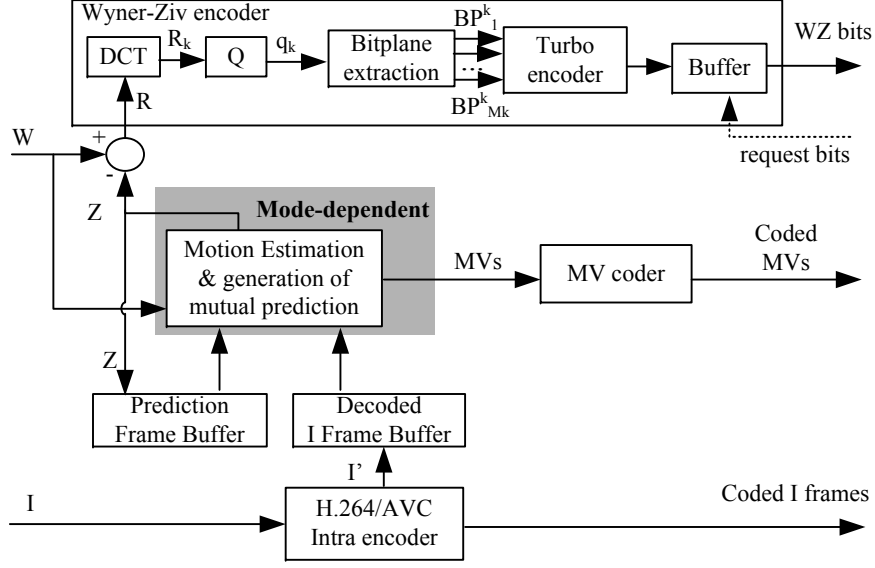 Wyner-Ziv encoder
DCT
R_k
Q
q_k
Bitplane
extraction
BP^k_1
...
BP^k_Mk
Turbo
encoder
Buffer
WZ bits
R
request bits
W
+
-
Z
Mode-dependent
Motion Estimation
& generation of
mutual prediction
MVs
MV coder
Coded
MVs
Z
Prediction
Frame Buffer
Decoded
I Frame Buffer
I’
I
H.264/AVC
Intra encoder
Coded I frames